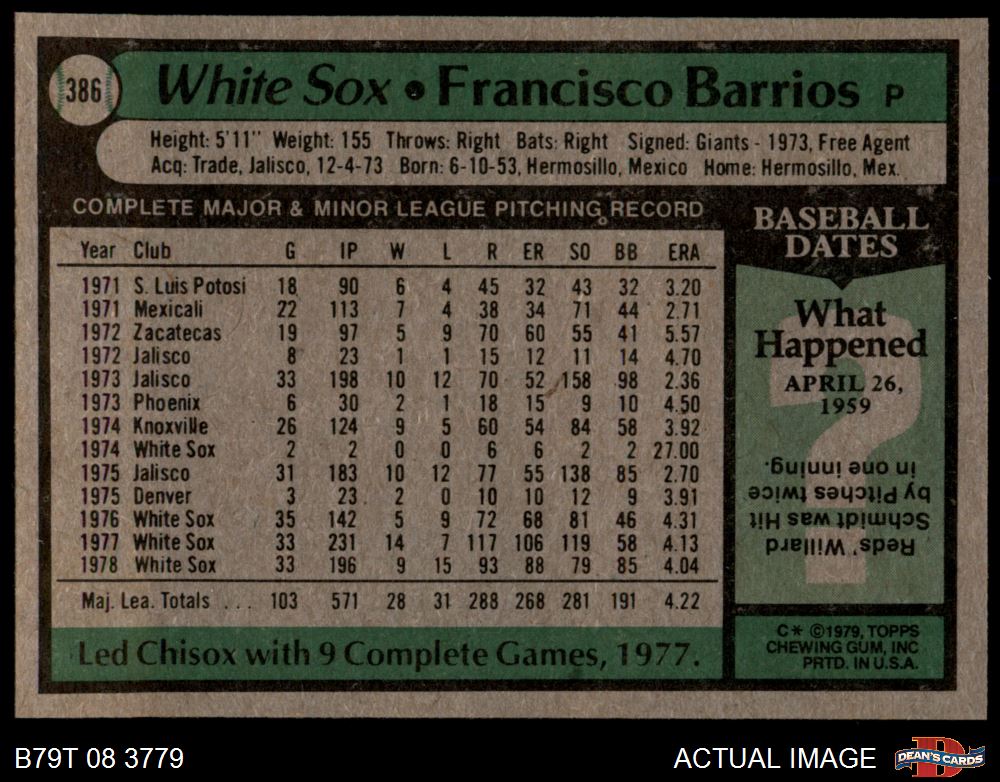 386
White Sox • Francisco Barrios P
Height: 5'11" Weight: 155 Throws: Right Bats: Right Signed: Giants - 1973, Free Agent
Acq: Trade, Jalisco, 12-4-73 Born: 6-10-53, Hermosillo, Mexico Home: Hermosillo, Mex.
COMPLETE MAJOR & MINOR LEAGUE PITCHING RECORD
Year Club G IP W L R ER SO BB ERA
1971 S. Luis Potosi 18 90 6 4 45 32 43 32 3.20
1971 Mexicali 22 113 7 4 38 34 71 44 2.71
1972 Zacatecas 19 97 5 9 70 60 55 41 5.57
1972 Jalisco 8 23 1 1 15 12 11 14 4.70
1973 Jalisco 33 198 10 12 70 52 158 98 2.36
1973 Phoenix 6 30 2 1 18 15 9 10 4.50
1974 Knoxville 26 124 9 5 60 54 84 58 3.92
1974 White Sox 2 2 0 0 6 6 2 2 27.00
1975 Jalisco 31 183 10 12 77 55 138 85 2.70
1975 Denver 3 23 2 0 10 10 12 9 3.91
1976 White Sox 35 142 5 9 72 68 81 46 4.31
1977 White Sox 33 231 14 7 117 106 119 58 4.13
1978 White Sox 33 196 9 15 93 88 79 85 4.04
Maj. Lea. Totals ... 103 571 28 31 288 268 281 191 4.22
Led Chisox with 9 Complete Games, 1977.
BASEBALL
DATES
What
Happened
APRIL 26,
1959
?
Reds' Willard
Schmidt was Hit
by Pitches twice
in one inning.
C* ©1979, TOPPS
CHEWING GUM, INC
PRTD. IN U.S.A.
B79T 08 3779
ACTUAL IMAGE
D
DEAN'S CARDS